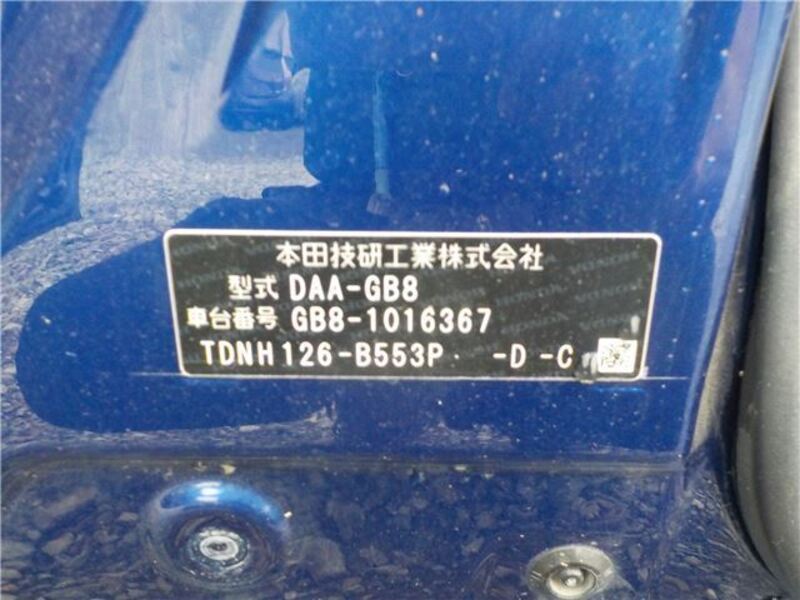 本田技研工業株式会社
型式 DAA-GB8
車台番号 GB8-1016367
TDNH126-B553P -D -C